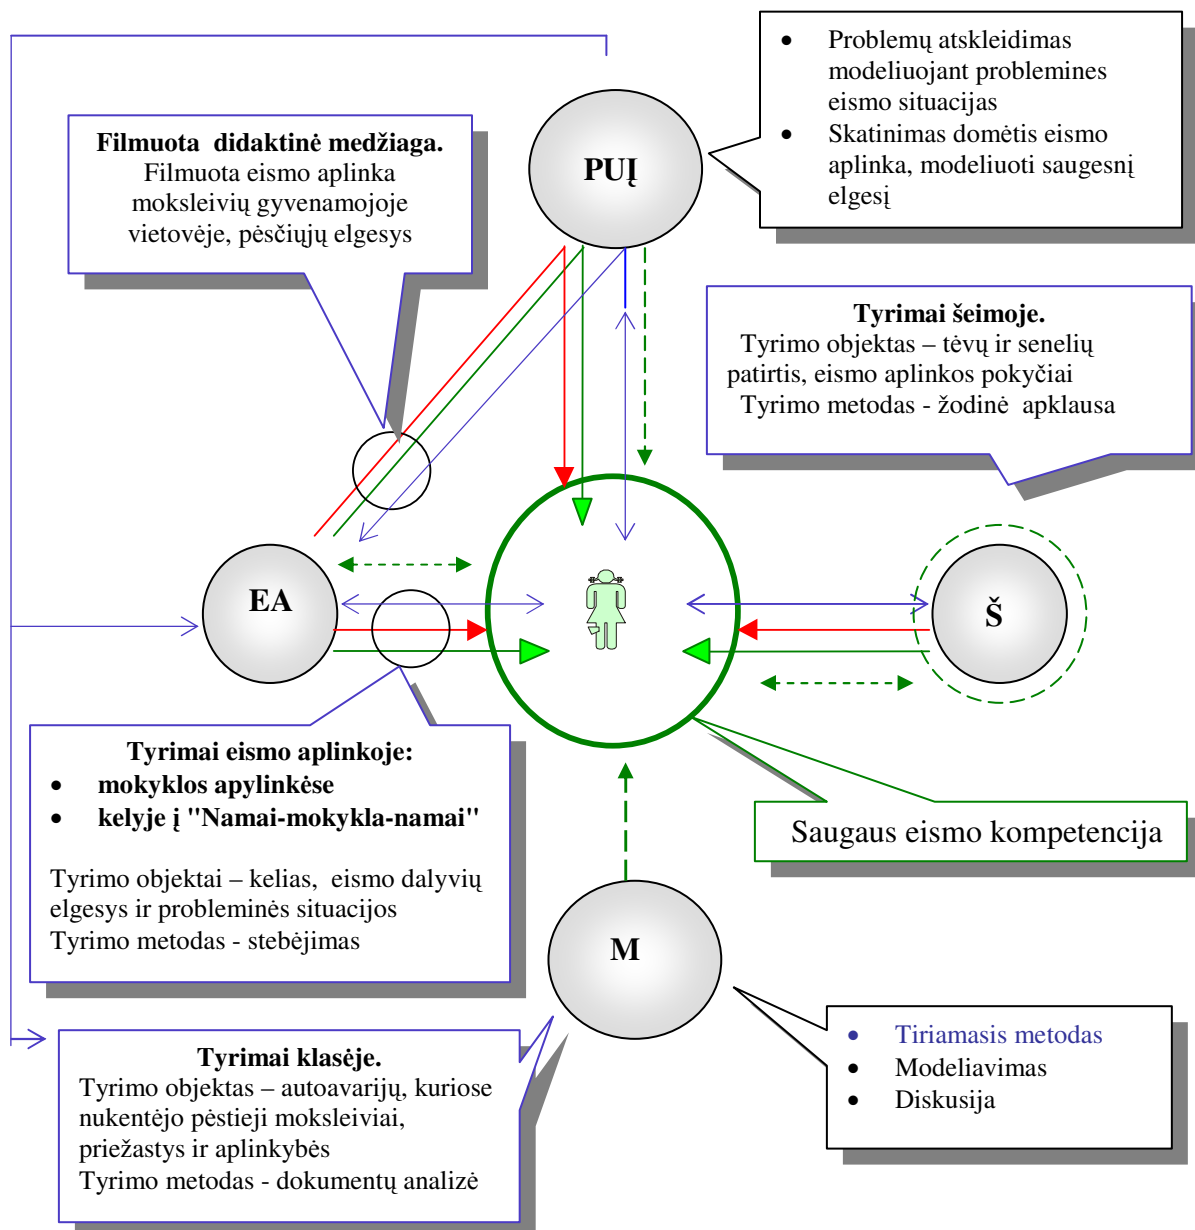 • Problemų atskleidimas
modeliuojant problemines
eismo situacijas
• Skatinimas domėtis eismo
aplinka, modeliuoti saugesnį
elgesį
Filmuota didaktinė medžiaga.
Filmuota eismo aplinka
moksleivių gyvenamojoje
vietovėje, pėsčiųjų elgesys
PUĮ
Tyrimai šeimoje.
Tyrimo objektas – tėvų ir senelių
patirtis, eismo aplinkos pokyčiai
Tyrimo metodas - žodinė apklausa
EA
Š
Tyrimai eismo aplinkoje:
• mokyklos apylinkėse
• kelyje į "Namai-mokykla-namai"
Tyrimo objektai – kelias, eismo dalyvių
elgesys ir probleminės situacijos
Tyrimo metodas - stebėjimas
Saugaus eismo kompetencija
M
Tyrimai klasėje.
Tyrimo objektas – autoavarijų, kuriose
nukentėjo pėstieji moksleiviai,
priežastys ir aplinkybės
Tyrimo metodas - dokumentų analizė
• Tiriamasis metodas
• Modeliavimas
• Diskusija